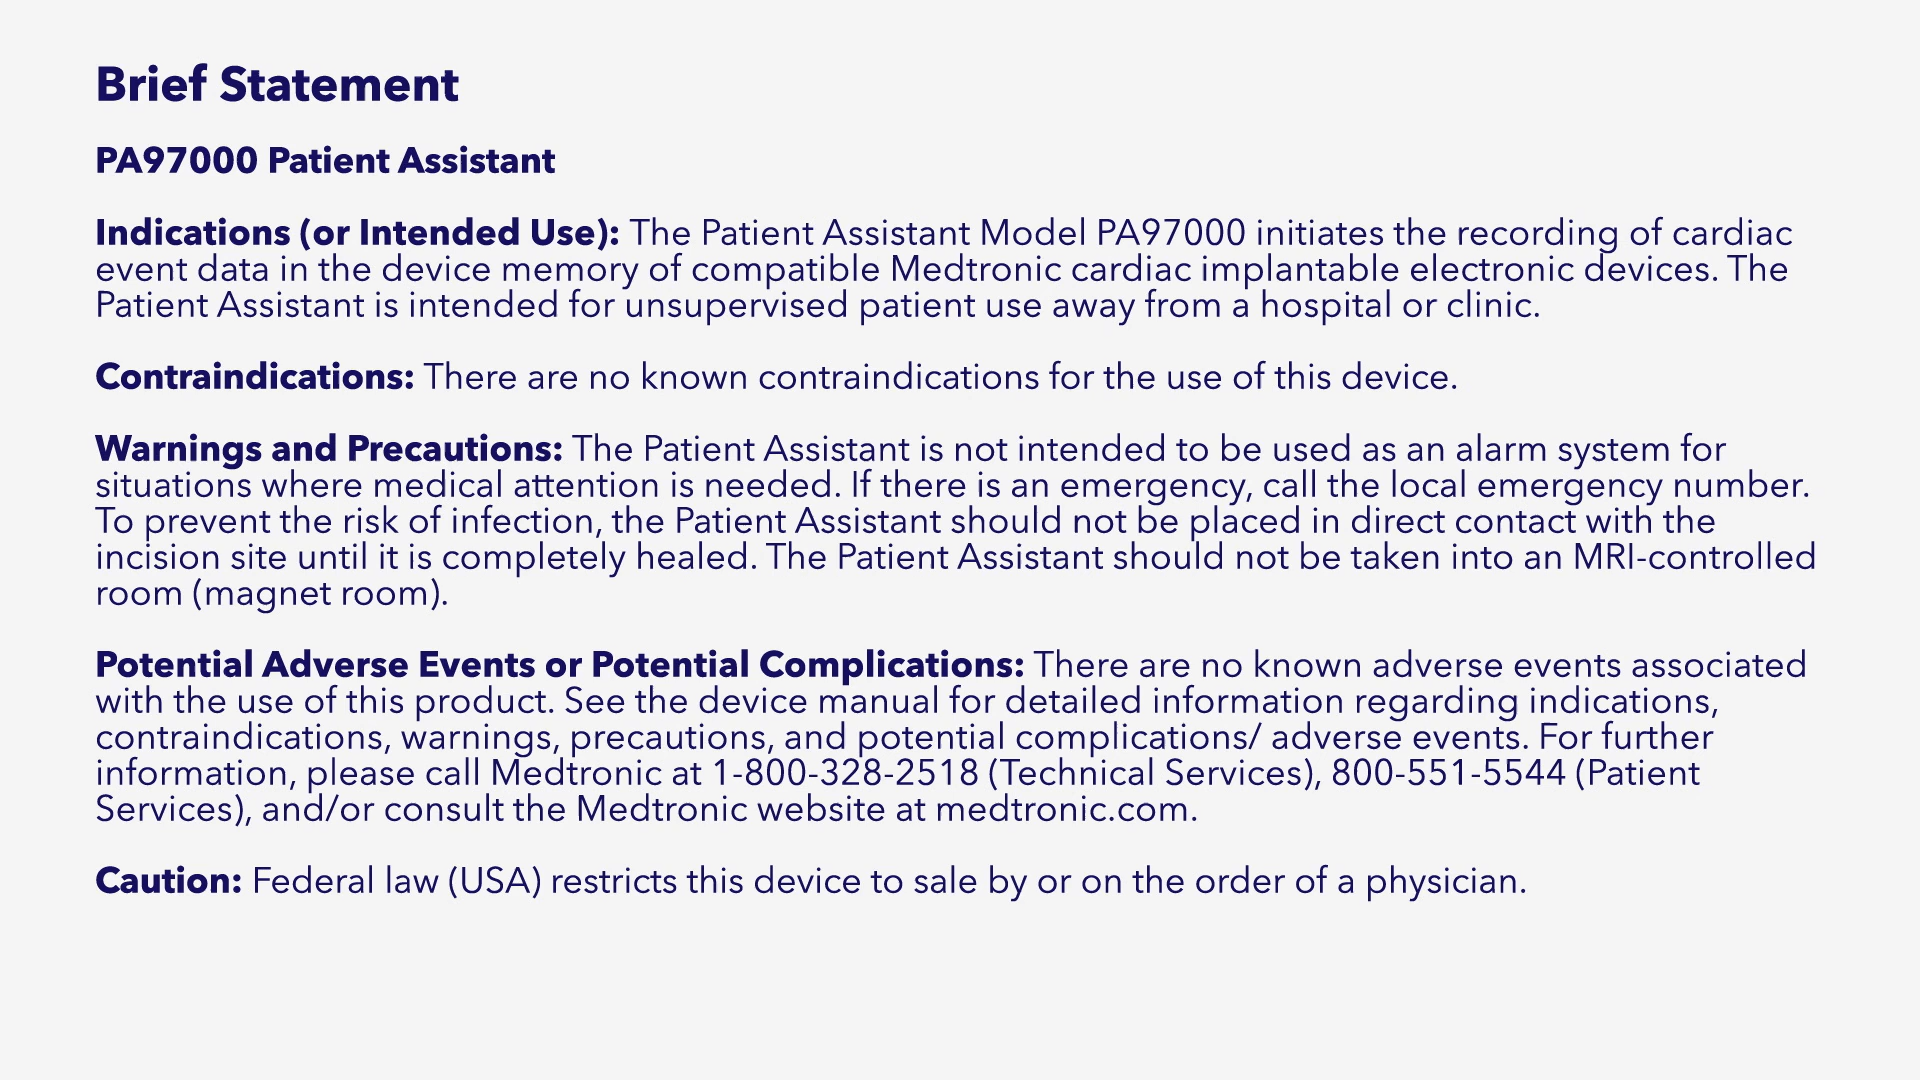 Brief Statement
PA97000 Patient Assistant
Indications (or Intended Use): The Patient Assistant Model PA97000 initiates the recording of cardiac
event data in the device memory of compatible Medtronic cardiac implantable electronic devices. The
Patient Assistant is intended for unsupervised patient use away from a hospital or clinic.
Contraindications: There are no known contraindications for the use of this device.
Warnings and Precautions: The Patient Assistant is not intended to be used as an alarm system for
situations where medical attention is needed. If there is an emergency, call the local emergency number.
To prevent the risk of infection, the Patient Assistant should not be placed in direct contact with the
incision site until it is completely healed. The Patient Assistant should not be taken into an MRI-controlled
room (magnet room).
Potential Adverse Events or Potential Complications: There are no known adverse events associated
with the use of this product. See the device manual for detailed information regarding indications,
contraindications, warnings, precautions, and potential complications/ adverse events. For further
information, please call Medtronic at 1-800-328-2518 (Technical Services), 800-551-5544 (Patient
Services), and/or consult the Medtronic website at medtronic.com.
Caution: Federal law (USA) restricts this device to sale by or on the order of a physician.